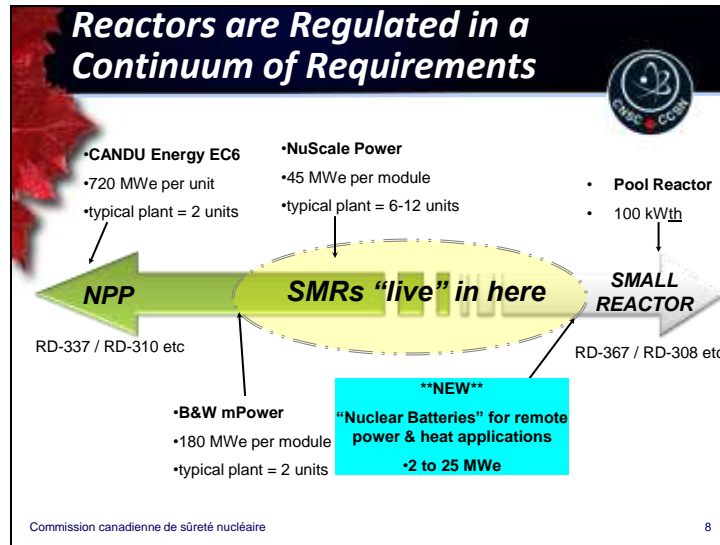 Reactors are Regulated in a
Continuum of Requirements
CNSC CCSN
•CANDU Energy EC6
•720 MWe per unit
•typical plant = 2 units
•NuScale Power
•45 MWe per module
•typical plant = 6-12 units
• Pool Reactor
• 100 kWth
NPP
SMRs “live” in here
SMALL
REACTOR
RD-337 / RD-310 etc
RD-367 / RD-308 etc
•B&W mPower
•180 MWe per module
•typical plant = 2 units
**NEW**
“Nuclear Batteries” for remote
power & heat applications
•2 to 25 MWe
Commission canadienne de sûreté nucléaire
8